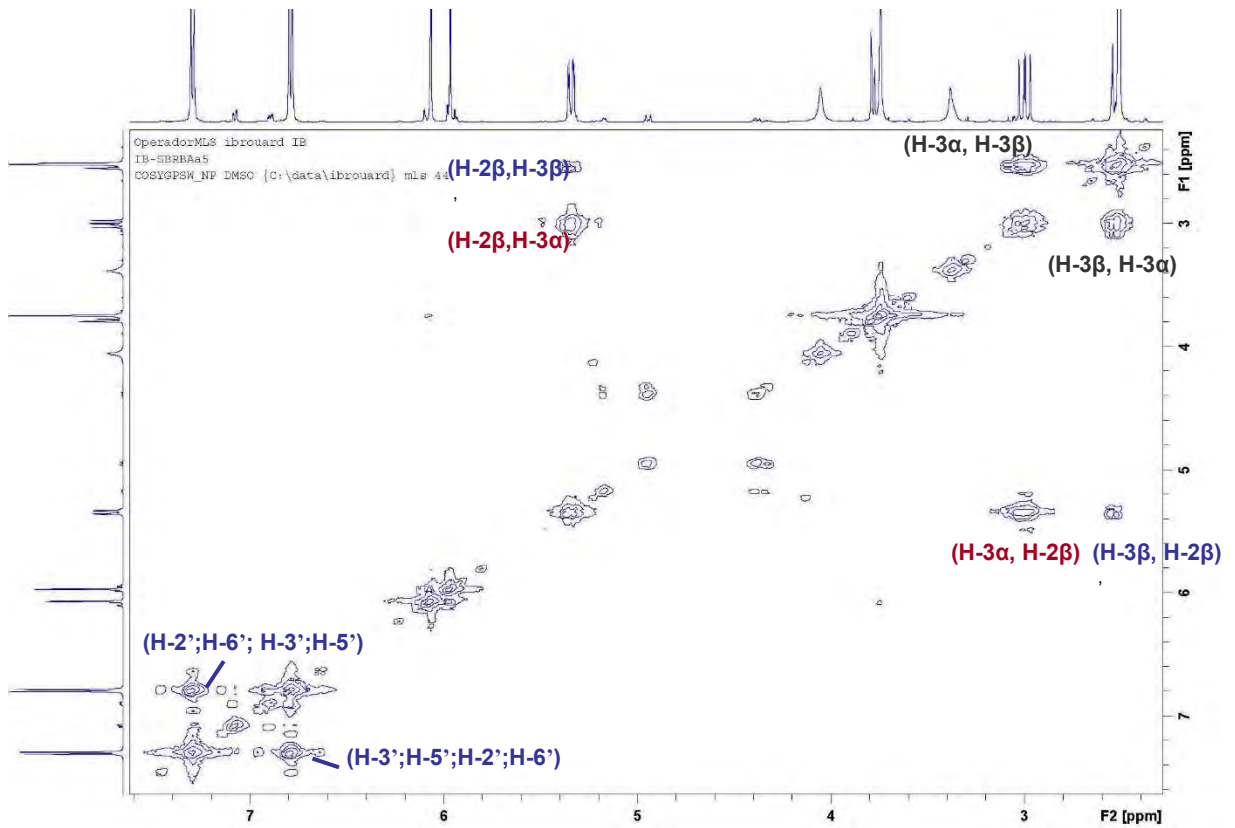 OperadorMLS ibrouard IB
IB-SBRBAa5
COSYGPSW_NP DMSO {C:\data\ibrouard} mls 44
(H-2β,H-3β)
,
(H-2β,H-3α)
(H-3α, H-3β)
(H-3β, H-3α)
(H-3α, H-2β)
(H-3β, H-2β)
,
(H-2’;H-6’; H-3’;H-5’)
(H-3’;H-5’;H-2’;H-6’)
F1 [ppm]
3
4
5
6
7
7
6
5
4
3
F2 [ppm]